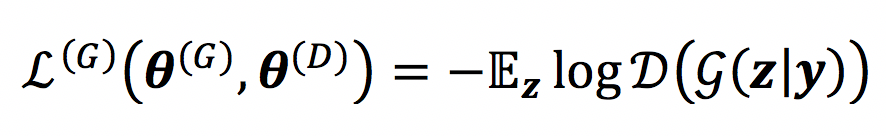 ℒ^(G)(𝜽^(G), 𝜽^(D)) = −𝔼_𝒛 log 𝒟(𝒢(𝒛|𝒚))